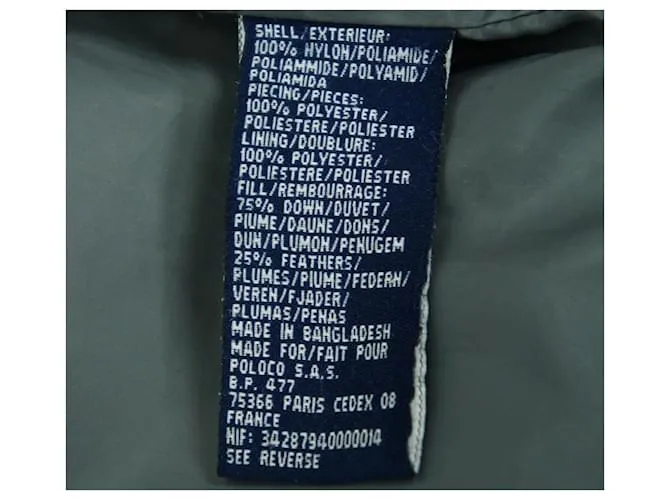 SHELL/EXTERIEUR:
100% NYLON/POLIAMIDE/
POLIAMMIDE/POLYAMID/
POLIAMIDA
PIECING/PIECES:
100% POLYESTER/
POLIESTERE/POLIESTER
LINING/DOUBLURE:
100% POLYESTER/
POLIESTERE/POLIESTER
FILL/REMBOURRAGE:
75% DOWN/DUVET/
PIUME/DAUNE/DONS/
DUN/PLUMON/PENUGEM
25% FEATHERS/
PLUMES/PIUME/FEDERN/
VEREN/FJADER/
PLUMAS/PENAS
MADE IN BANGLADESH
MADE FOR/FAIT POUR
POLOCO S.A.S.
B.P. 477
75366 PARIS CEDEX 08
FRANCE
NIF: 34287940000014
SEE REVERSE